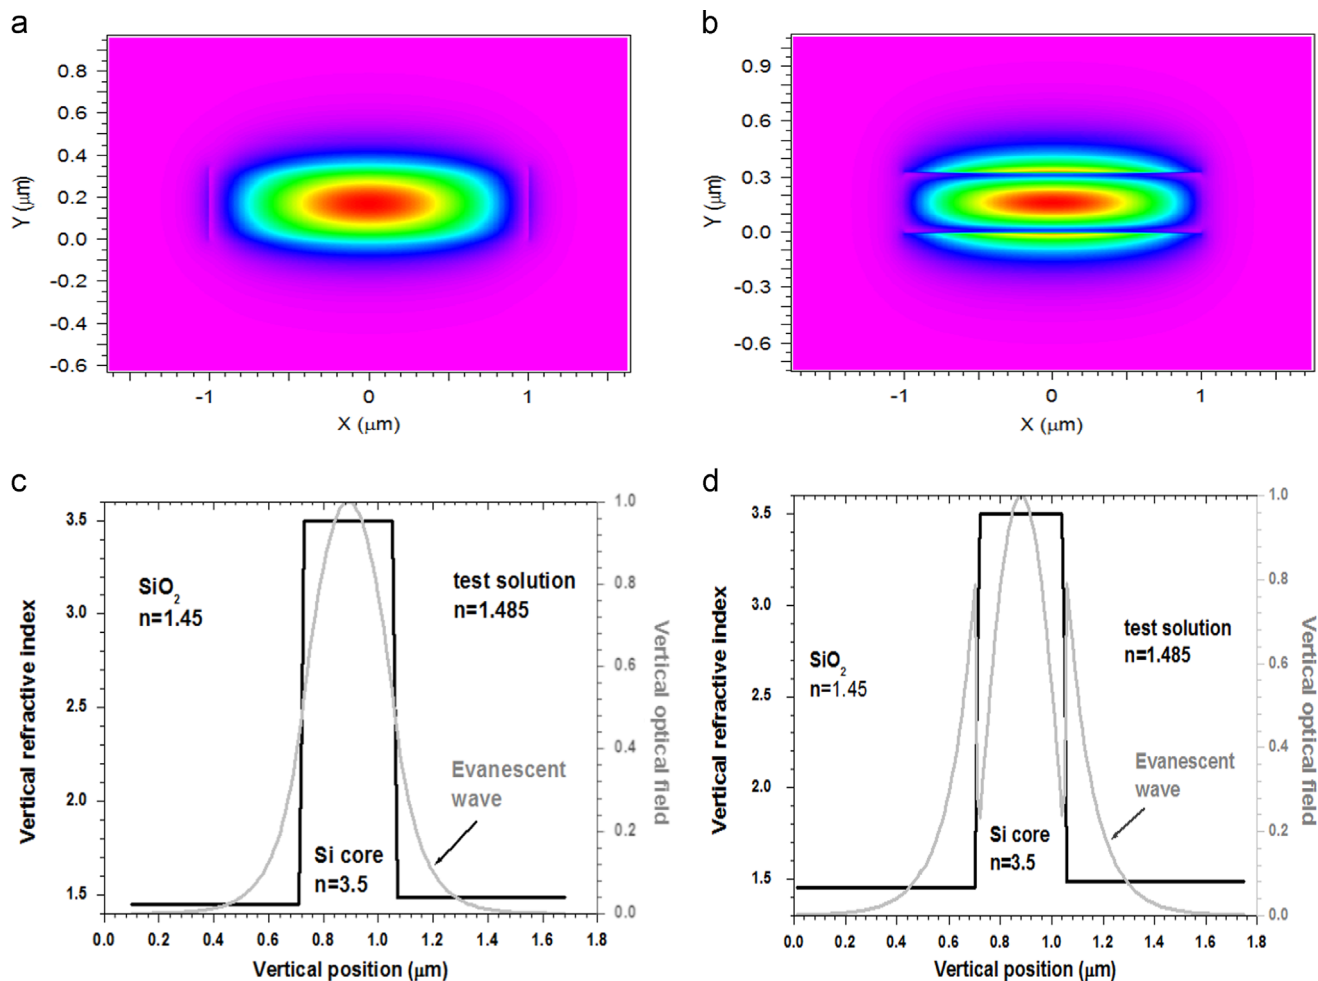 a
0.8
0.6
0.4
0.2
0.0
-0.2
-0.4
-0.6
Y (μm)
-1 0 1
X (μm)
b
0.9
0.6
0.3
0.0
-0.3
-0.6
Y (μm)
-1 0 1
X (μm)
c
3.5
3.0
2.5
2.0
1.5
Vertical refractive index
SiO2
n=1.45
test solution
n=1.485
Evanescent
wave
Si core
n=3.5
1.0
0.8
0.6
0.4
0.2
0.0
Vertical optical field
0.0 0.2 0.4 0.6 0.8 1.0 1.2 1.4 1.6 1.8
Vertical position (μm)
d
3.5
3.0
2.5
2.0
1.5
Vertical refractive index
SiO2
n=1.45
test solution
n=1.485
Evanescent
wave
Si core
n=3.5
1.0
0.8
0.6
0.4
0.2
0.0
Vertical optical field
0.0 0.2 0.4 0.6 0.8 1.0 1.2 1.4 1.6 1.8
Vertical position (μm)